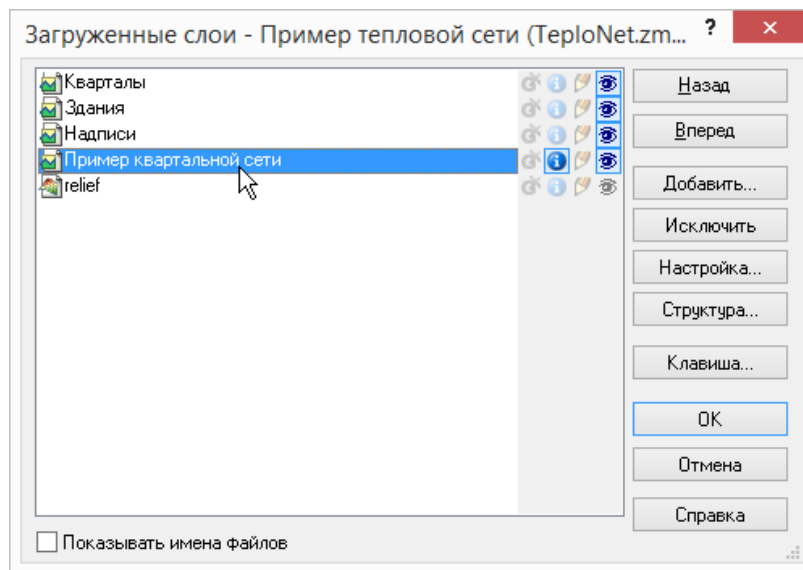 Загруженные слои - Пример тепловой сети (TeploNet.zm...
Кварталы
Здания
Надписи
Пример квартальной сети
relief
Назад
Вперед
Добавить...
Исключить
Настройка...
Структура...
Клавиша...
OK
Отмена
Справка
Показывать имена файлов